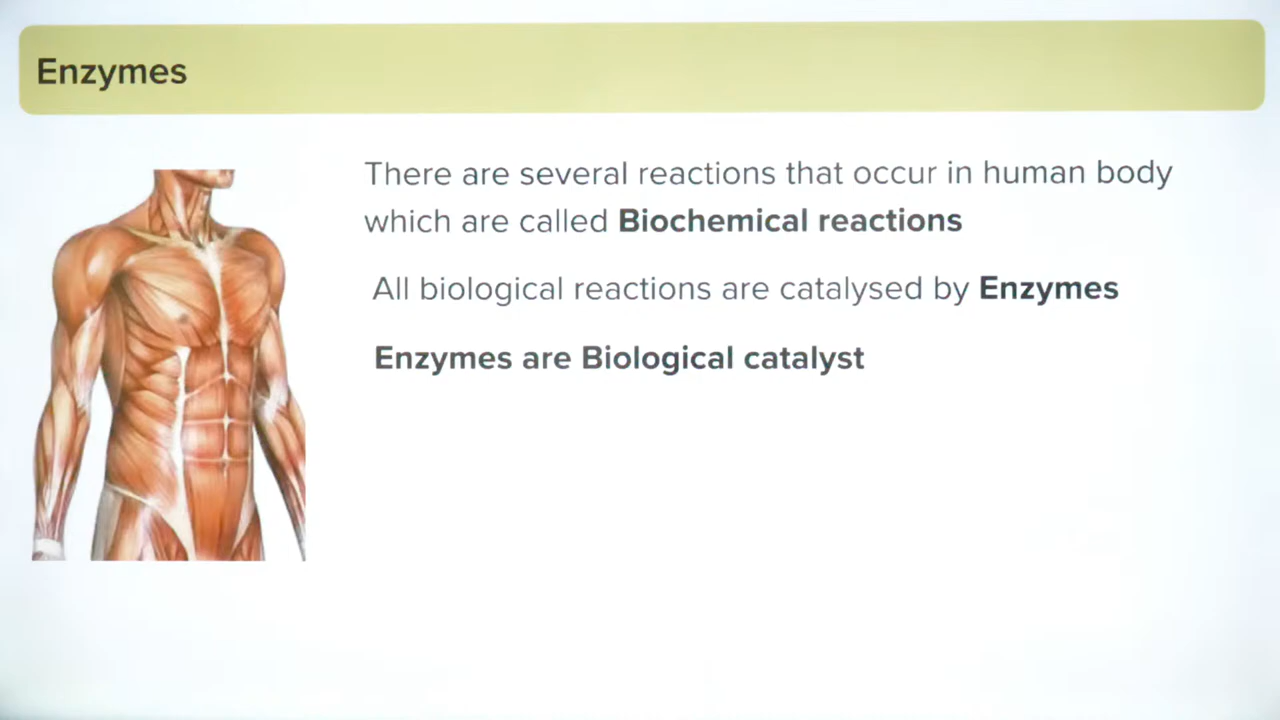 Enzymes
There are several reactions that occur in human body
which are called Biochemical reactions
All biological reactions are catalysed by Enzymes
Enzymes are Biological catalyst